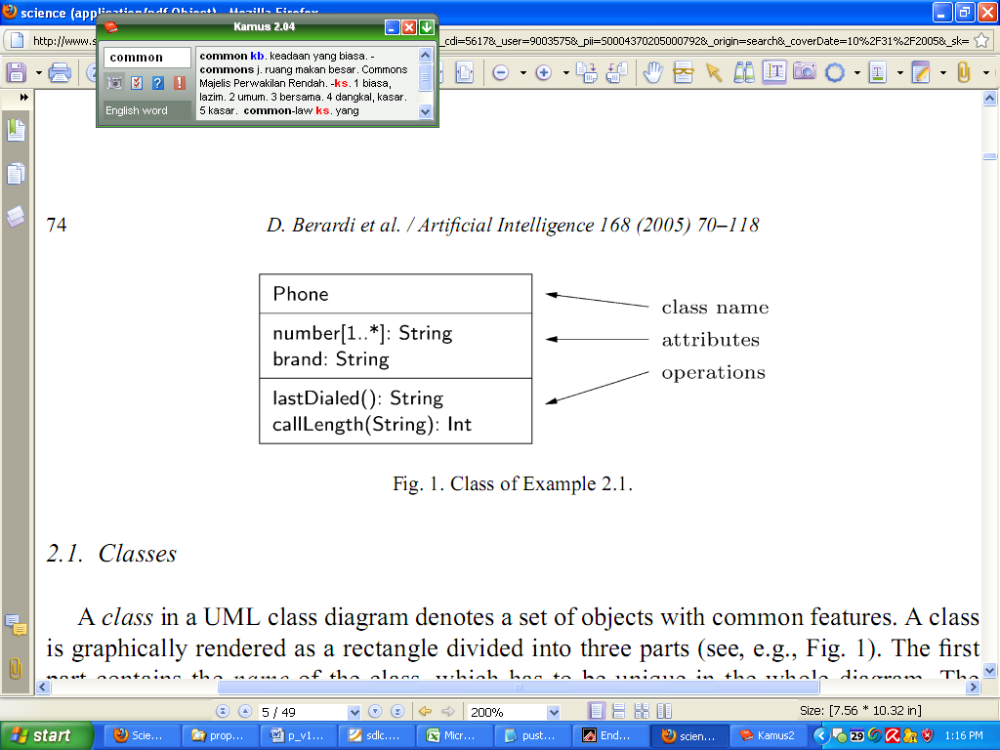 science (application/pdf Object) - Mozilla Firefox
Kamus 2.04
http://www.s
_cdi=5617&_user=9003575&_pii=S0004370205000792&_origin=search&_coverDate=10%2F31%2F2005&_sk=
common
common kb. keadaan yang biasa. -
commons j. ruang makan besar. Commons
Majelis Perwakilan Rendah. -ks. 1 biasa,
lazim. 2 umum. 3 bersama. 4 dangkal, kasar.
5 kasar. common-law ks. yang
English word
74
D. Berardi et al. / Artificial Intelligence 168 (2005) 70–118
Phone
number[1..*]: String
brand: String
lastDialed(): String
callLength(String): Int
class name
attributes
operations
Fig. 1. Class of Example 2.1.
2.1. Classes
A class in a UML class diagram denotes a set of objects with common features. A class
is graphically rendered as a rectangle divided into three parts (see, e.g., Fig. 1). The first
part contains the name of the class, which has to be unique in the whole diagram. The
5 / 49
200%
Size: [7.56 * 10.32 in]
start
Scie...
prop...
p_v1...
sdlc....
Micr...
pust...
End...
scien...
Kamus2
29
1:16 PM